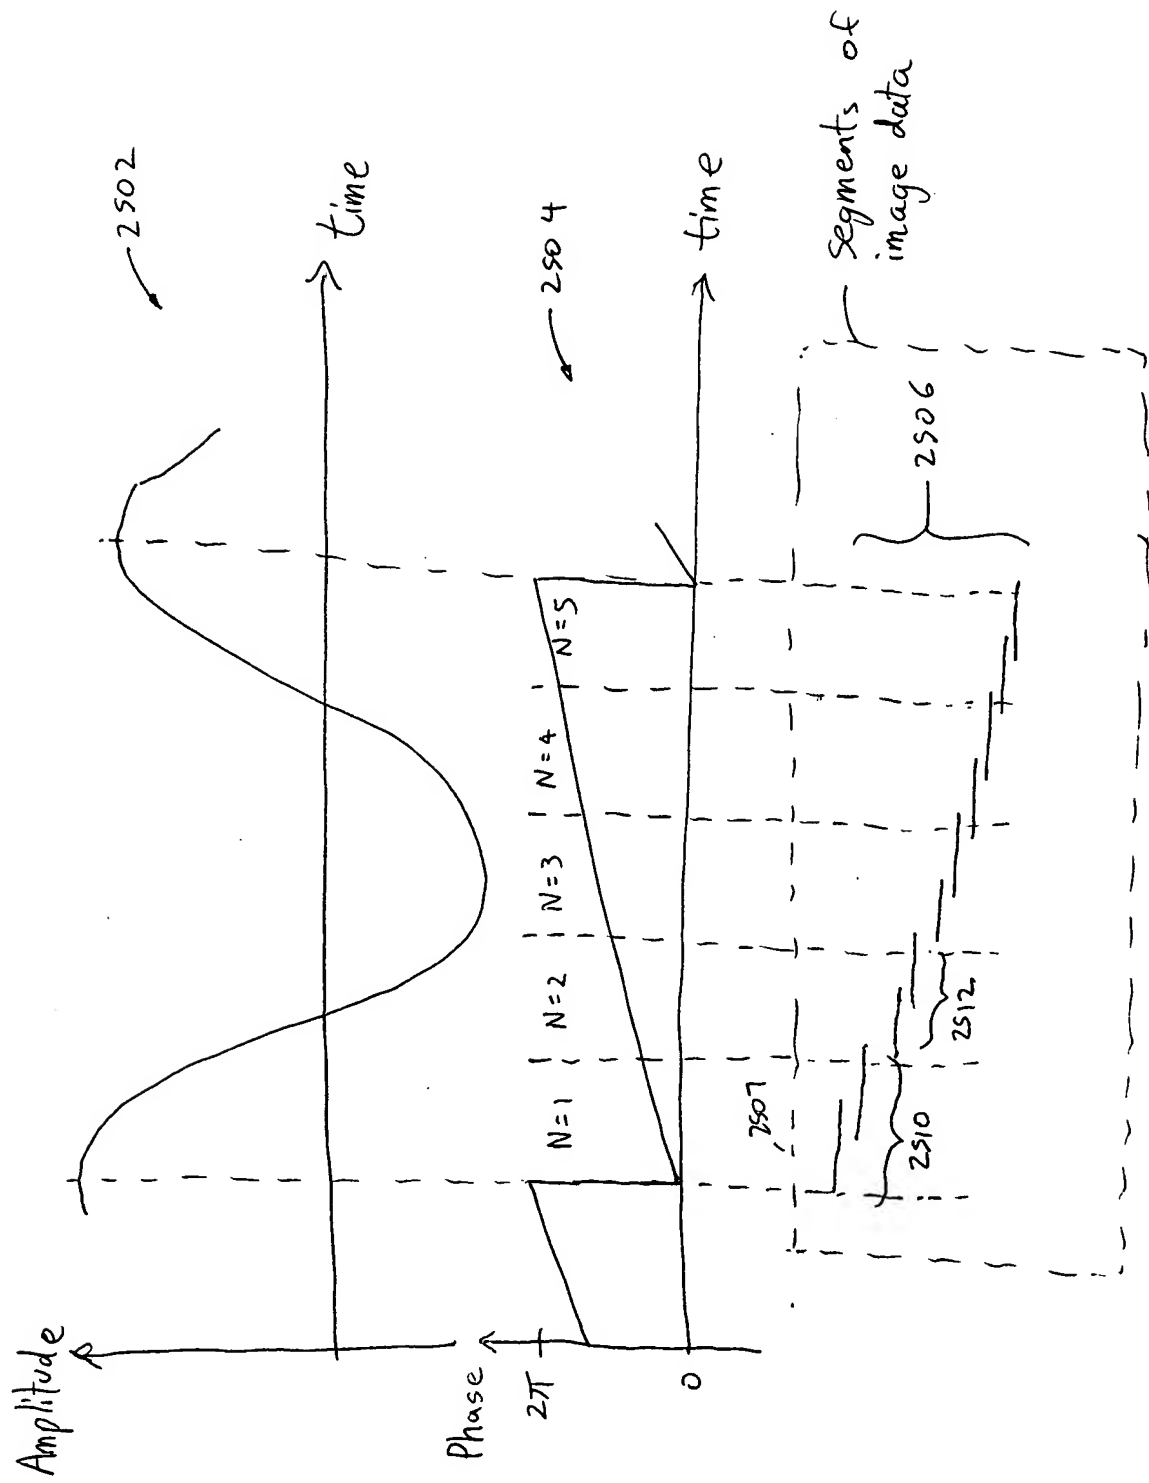 Amplitude
2502
time
Phase
2π
0
N=1
N=2
N=3
N=4
N=5
2504
time
2507
2510
2512
2506
Segments of
image data